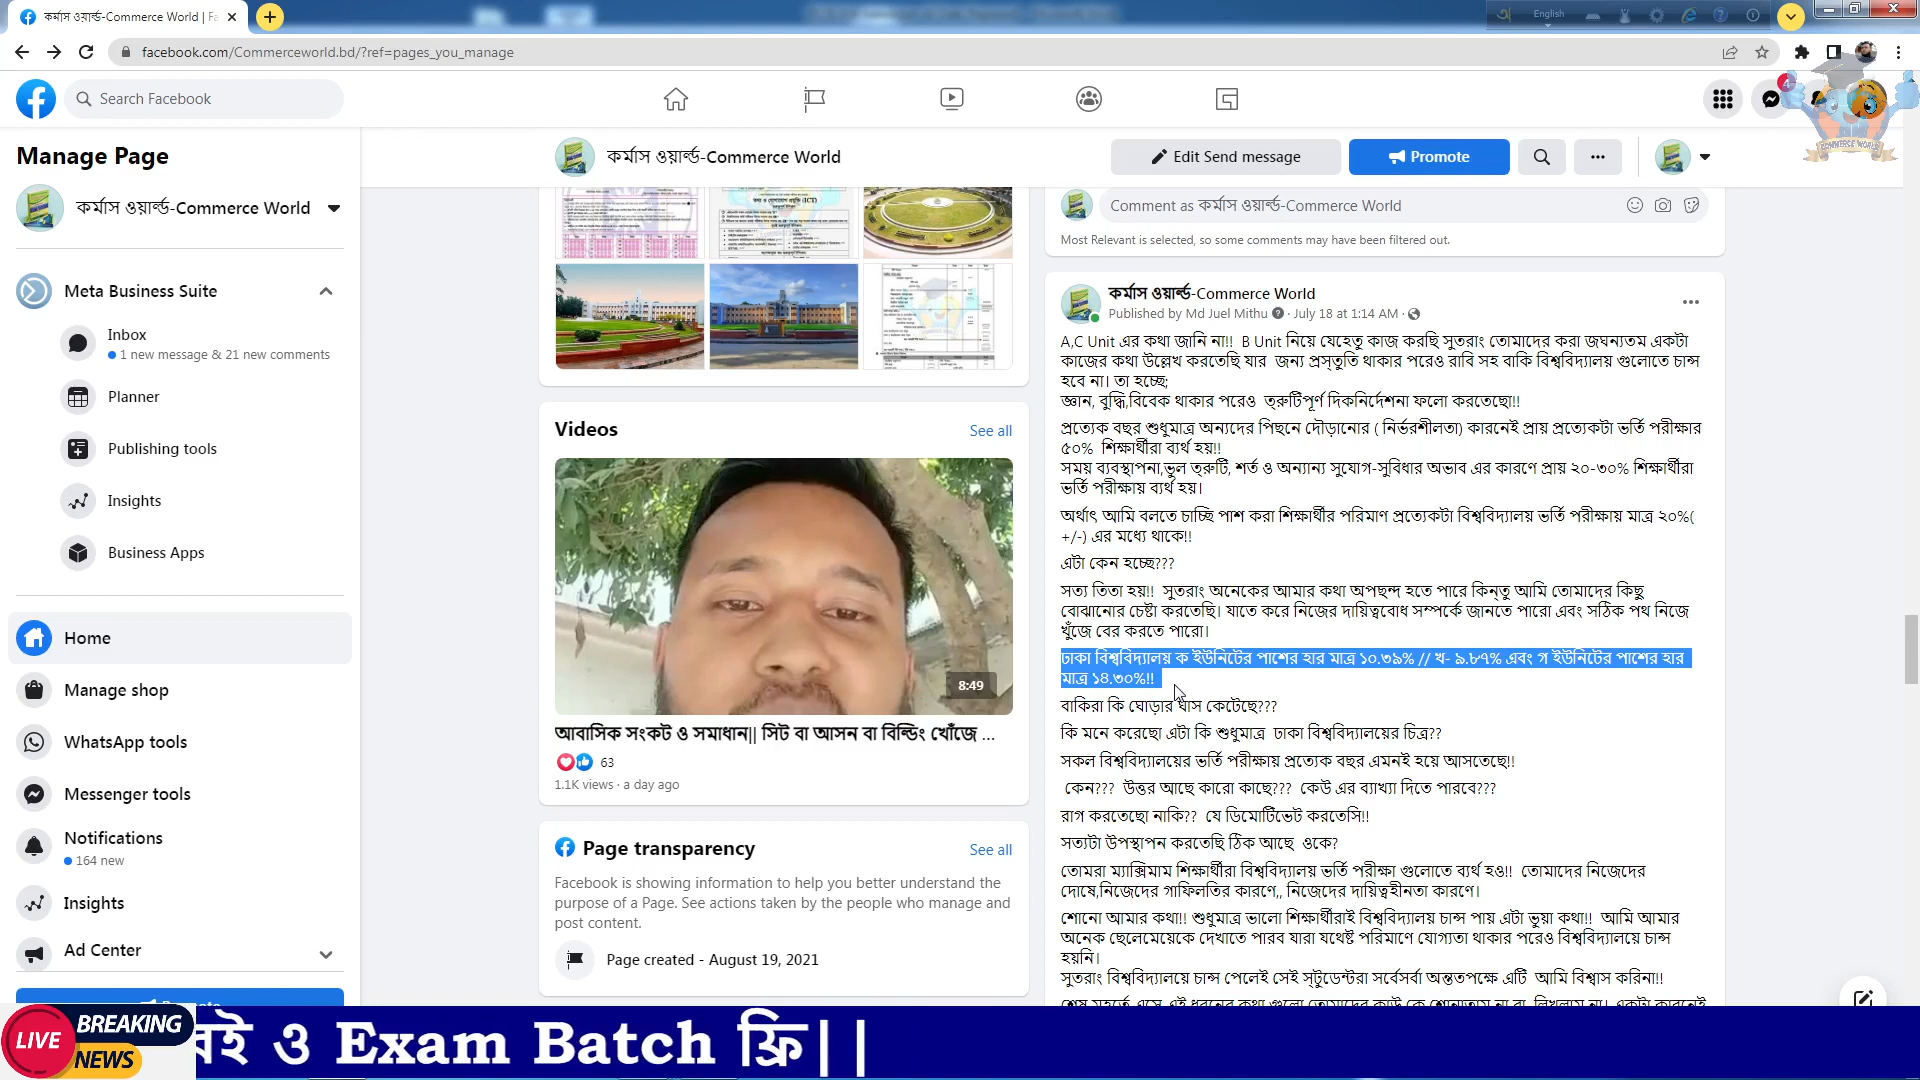 কর্মাস ওয়ার্ল্ড-Commerce World | Fa
English
facebook.com/Commerceworld.bd/?ref=pages_you_manage
Search Facebook
4
COMMERCE WORLD
Manage Page
কর্মাস ওয়ার্ল্ড-Commerce World
Edit Send message
Promote
কর্মাস ওয়ার্ল্ড-Commerce World
Meta Business Suite
Inbox
1 new message & 21 new comments
Planner
Publishing tools
Insights
Business Apps
Home
Manage shop
WhatsApp tools
Messenger tools
Notifications
164 new
Insights
Ad Center
Videos
See all
8:49
আবাসিক সংকট ও সমাধান|| সিট বা আসন বা বিল্ডিং খোঁজে ...
63
1.1K views · a day ago
Page transparency
See all
Facebook is showing information to help you better understand the
purpose of a Page. See actions taken by the people who manage and
post content.
Page created - August 19, 2021
Comment as কর্মাস ওয়ার্ল্ড-Commerce World
Most Relevant is selected, so some comments may have been filtered out.
কর্মাস ওয়ার্ল্ড-Commerce World
Published by Md Juel Mithu · July 18 at 1:14 AM ·
A,C Unit এর কথা জানি না!! B Unit নিয়ে যেহেতু কাজ করছি সুতরাং তোমাদের করা জঘন্যতম একটা
কাজের কথা উল্লেখ করতেছি যার জন্য প্রস্তুতি থাকার পরেও রাবি সহ বাকি বিশ্ববিদ্যালয় গুলোতে চান্স
হবে না। তা হচ্ছে;
জ্ঞান, বুদ্ধি,বিবেক থাকার পরেও ত্রুটিপূর্ণ দিকনির্দেশনা ফলো করতেছো!!
প্রত্যেক বছর শুধুমাত্র অন্যদের পিছনে দৌড়ানোর ( নির্ভরশীলতা) কারনেই প্রায় প্রত্যেকটা ভর্তি পরীক্ষার
৫০% শিক্ষার্থীরা ব্যর্থ হয়!!
সময় ব্যবস্থাপনা,ভুল ত্রুটি, শর্ত ও অন্যান্য সুযোগ-সুবিধার অভাব এর কারণে প্রায় ২০-৩০% শিক্ষার্থীরা
ভর্তি পরীক্ষায় ব্যর্থ হয়।
অর্থাৎ আমি বলতে চাচ্ছি পাশ করা শিক্ষার্থীর পরিমাণ প্রত্যেকটা বিশ্ববিদ্যালয় ভর্তি পরীক্ষায় মাত্র ২০%(
+/-) এর মধ্যে থাকে!!
এটা কেন হচ্ছে???
সত্য তিতা হয়!! সুতরাং অনেকের আমার কথা অপছন্দ হতে পারে কিন্তু আমি তোমাদের কিছু
বোঝানোর চেষ্টা করতেছি। যাতে করে নিজের দায়িত্ববোধ সম্পর্কে জানতে পারো এবং সঠিক পথ নিজে
খুঁজে বের করতে পারো।
ঢাকা বিশ্ববিদ্যালয় ক ইউনিটের পাশের হার মাত্র ১০.৩৯% // খ- ৯.৮৭% এবং গ ইউনিটের পাশের হার
মাত্র ১৪.৩০%!!
বাকিরা কি ঘোড়ার ঘাস কেটেছে???
কি মনে করেছো এটা কি শুধুমাত্র ঢাকা বিশ্ববিদ্যালয়ের চিত্র??
সকল বিশ্ববিদ্যালয়ের ভর্তি পরীক্ষায় প্রত্যেক বছর এমনই হয়ে আসতেছে!!
কেন??? উত্তর আছে কারো কাছে??? কেউ এর ব্যাখ্যা দিতে পারবে???
রাগ করতেছো নাকি?? যে ডিমোটিভেট করতেসি!!
সত্যটা উপস্থাপন করতেছি ঠিক আছে ওকে?
তোমরা ম্যাক্সিমাম শিক্ষার্থীরা বিশ্ববিদ্যালয় ভর্তি পরীক্ষা গুলোতে ব্যর্থ হও!! তোমাদের নিজেদের
দোষে,নিজেদের গাফিলতির কারণে,, নিজেদের দায়িত্বহীনতা কারণে।
শোনো আমার কথা!! শুধুমাত্র ভালো শিক্ষার্থীরাই বিশ্ববিদ্যালয় চান্স পায় এটা ভুয়া কথা!! আমি আমার
অনেক ছেলেমেয়েকে দেখাতে পারব যারা যথেষ্ট পরিমাণে যোগ্যতা থাকার পরেও বিশ্ববিদ্যালয়ে চান্স
হয়নি।
সুতরাং বিশ্ববিদ্যালয়ে চান্স পেলেই সেই স্টুডেন্টরা সর্বেসর্বা অন্ততপক্ষে এটি আমি বিশ্বাস করিনা!!
LIVE
BREAKING
NEWS
বই ও Exam Batch ফ্রি||